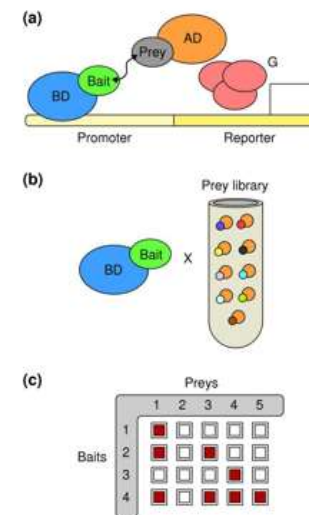 (a)
Prey
AD
G
Bait
BD
Promoter
Reporter
(b)
Prey library
Bait
BD
X
(c)
Preys
1 2 3 4 5
Baits
1
2
3
4